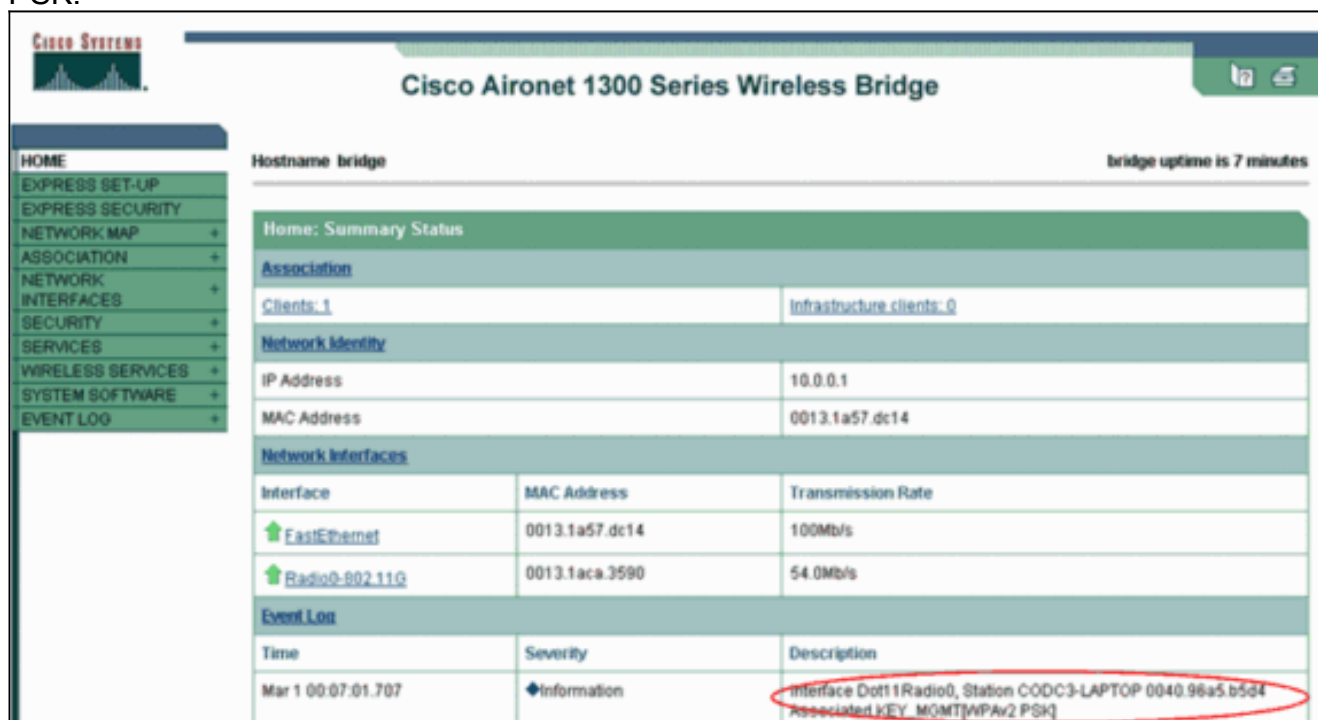 PSK.
CISCO SYSTEMS
Cisco Aironet 1300 Series Wireless Bridge
HOME
EXPRESS SET-UP
EXPRESS SECURITY
NETWORK MAP +
ASSOCIATION +
NETWORK
INTERFACES +
SECURITY +
SERVICES +
WIRELESS SERVICES +
SYSTEM SOFTWARE +
EVENT LOG +
Hostname bridge bridge uptime is 7 minutes
Home: Summary Status
Association
Clients: 1 Infrastructure clients: 0
Network Identity
IP Address 10.0.0.1
MAC Address 0013.1a57.dc14
Network Interfaces
Interface MAC Address Transmission Rate
FastEthernet 0013.1a57.dc14 100Mb/s
Radio0-802.11G 0013.1aca.3590 54.0Mb/s
Event Log
Time Severity Description
Mar 1 00:07:01.707 Information Interface Dot11Radio0, Station CODC3-LAPTOP 0040.96a5.b5d4
Associated KEY_MGMT[WPAv2 PSK]